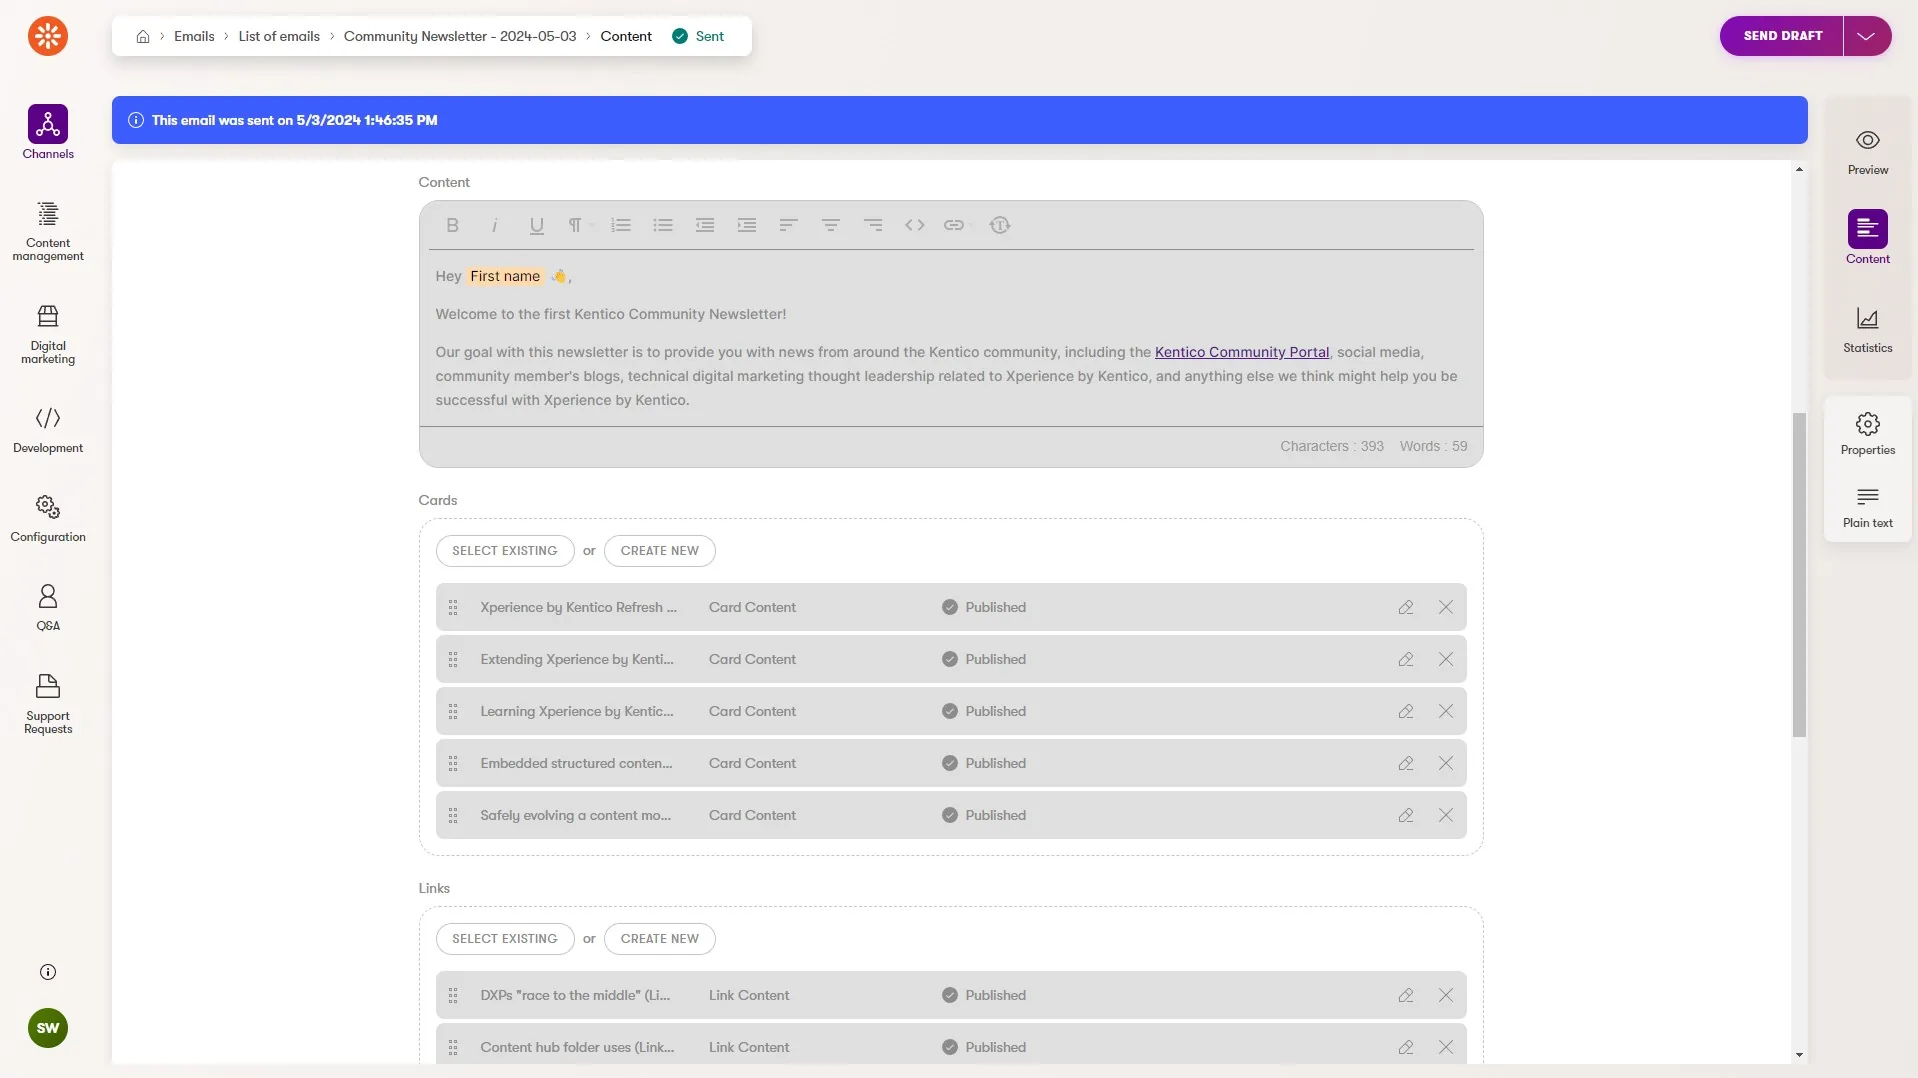 Emails > List of emails > Community Newsletter - 2024-05-03 > Content Sent
SEND DRAFT
This email was sent on 5/3/2024 1:46:35 PM
Channels
Content
management
Digital
marketing
Development
Configuration
Q&A
Support
Requests
SW
Content
Hey First name 👋,
Welcome to the first Kentico Community Newsletter!
Our goal with this newsletter is to provide you with news from around the Kentico community, including the Kentico Community Portal, social media,
community member's blogs, technical digital marketing thought leadership related to Xperience by Kentico, and anything else we think might help you be
successful with Xperience by Kentico.
Characters : 393 Words : 59
Cards
SELECT EXISTING or CREATE NEW
Xperience by Kentico Refresh ... Card Content Published
Extending Xperience by Kenti... Card Content Published
Learning Xperience by Kentic... Card Content Published
Embedded structured conten... Card Content Published
Safely evolving a content mo... Card Content Published
Links
SELECT EXISTING or CREATE NEW
DXPs "race to the middle" (Li... Link Content Published
Content hub folder uses (Link... Link Content Published
Preview
Content
Statistics
Properties
Plain text